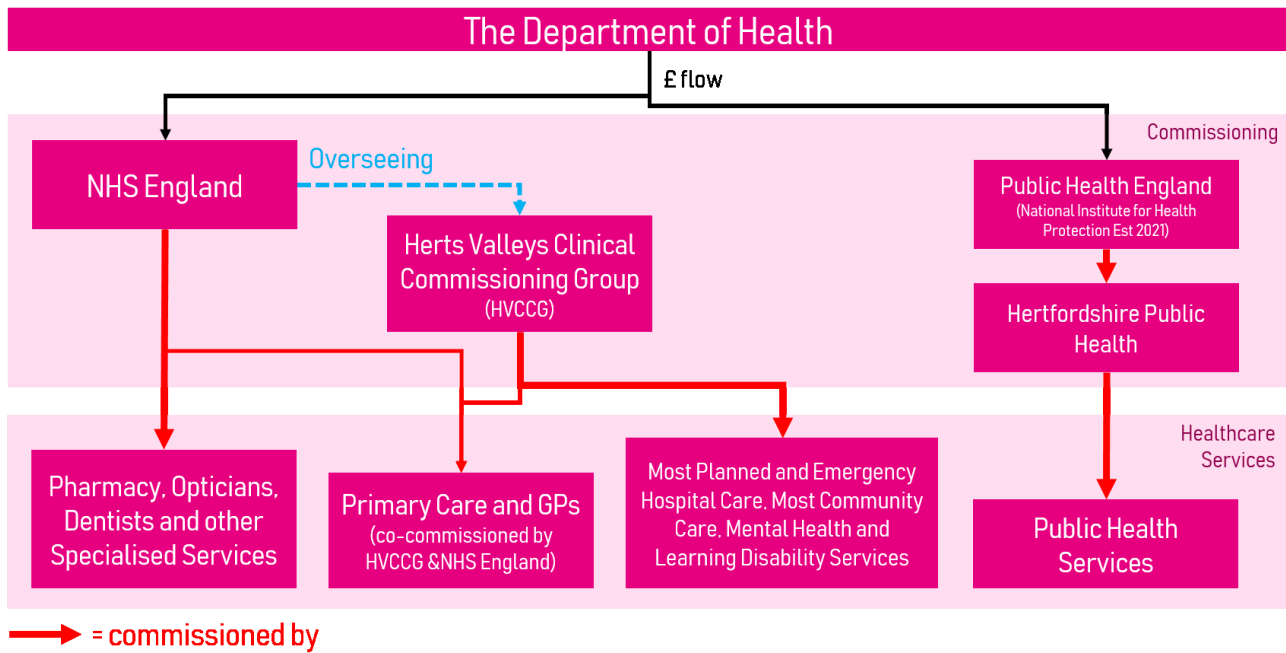 The Department of Health
£ flow
Commissioning
NHS England
Overseeing
Public Health England
(National Institute for Health
Protection Est 2021)
Herts Valleys Clinical
Commissioning Group
(HVCCG)
Hertfordshire Public
Health
Healthcare
Services
Pharmacy, Opticians,
Dentists and other
Specialised Services
Primary Care and GPs
(co-commissioned by
HVCCG &NHS England)
Most Planned and Emergency
Hospital Care, Most Community
Care, Mental Health and
Learning Disability Services
Public Health
Services
= commissioned by